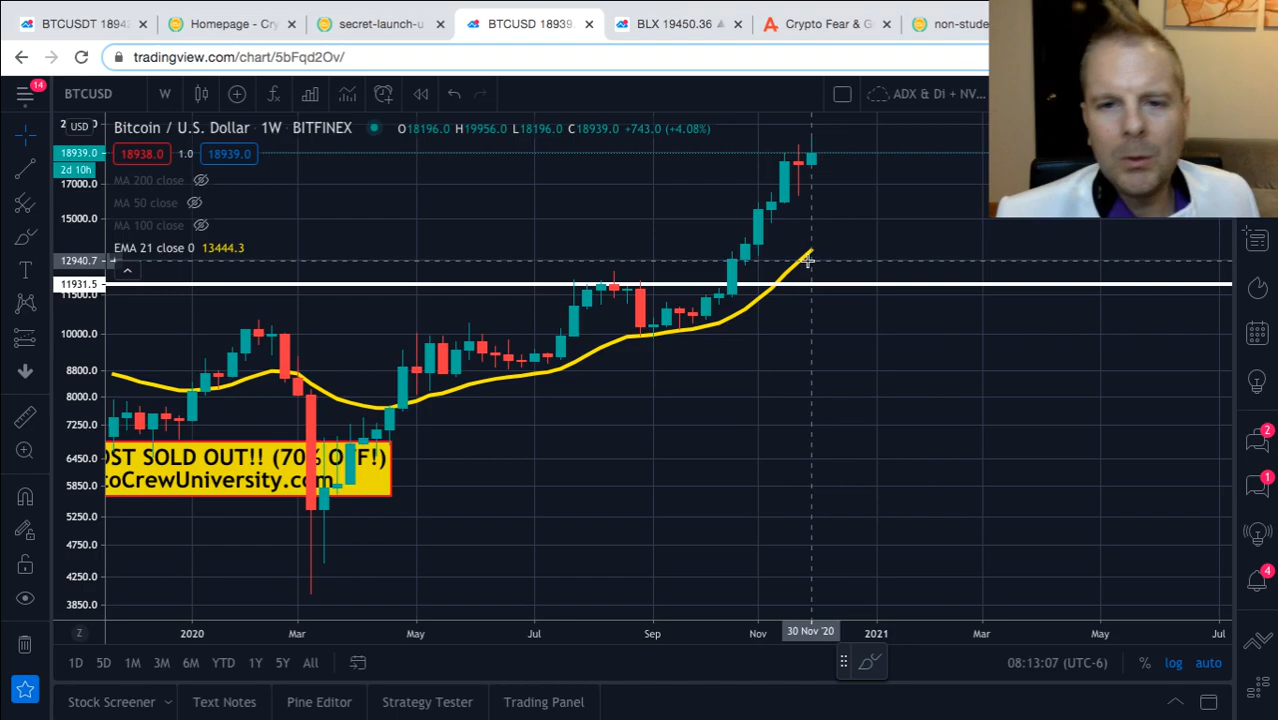 BTCUSDT 1894
Homepage - Cry
secret-launch-u
BTCUSD 18939
BLX 19450.36
Crypto Fear & G
non-stude
tradingview.com/chart/5bFqd2Ov/
14
BTCUSD
W
ADX & Di + NV...
USD
Bitcoin / U.S. Dollar · 1W · BITFINEX
O18196.0 H19956.0 L18196.0 C18939.0 +743.0 (+4.08%)
18938.0
1.0
18939.0
MA 200 close
MA 50 close
MA 100 close
EMA 21 close 0 13444.3
18939.0
2d 10h
17000.0
15000.0
12940.7
11931.5
11500.0
10000.0
8800.0
8000.0
7250.0
6450.0
5850.0
5250.0
4750.0
4250.0
3850.0
OST SOLD OUT!! (70% OFF!)
toCrewUniversity.com
2
1
4
Z
2020
Mar
May
Jul
Sep
Nov
30 Nov '20
2021
Mar
May
Jul
1D
5D
1M
3M
6M
YTD
1Y
5Y
All
08:13:07 (UTC-6)
%
log
auto
Stock Screener
Text Notes
Pine Editor
Strategy Tester
Trading Panel